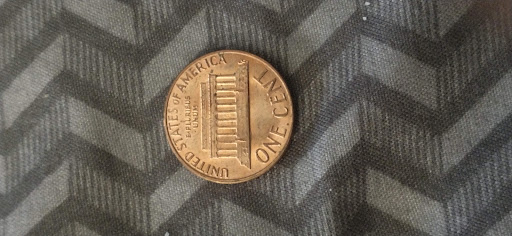 UNITED STATES OF AMERICA
E·PLURIBUS
UNUM
ONE CENT